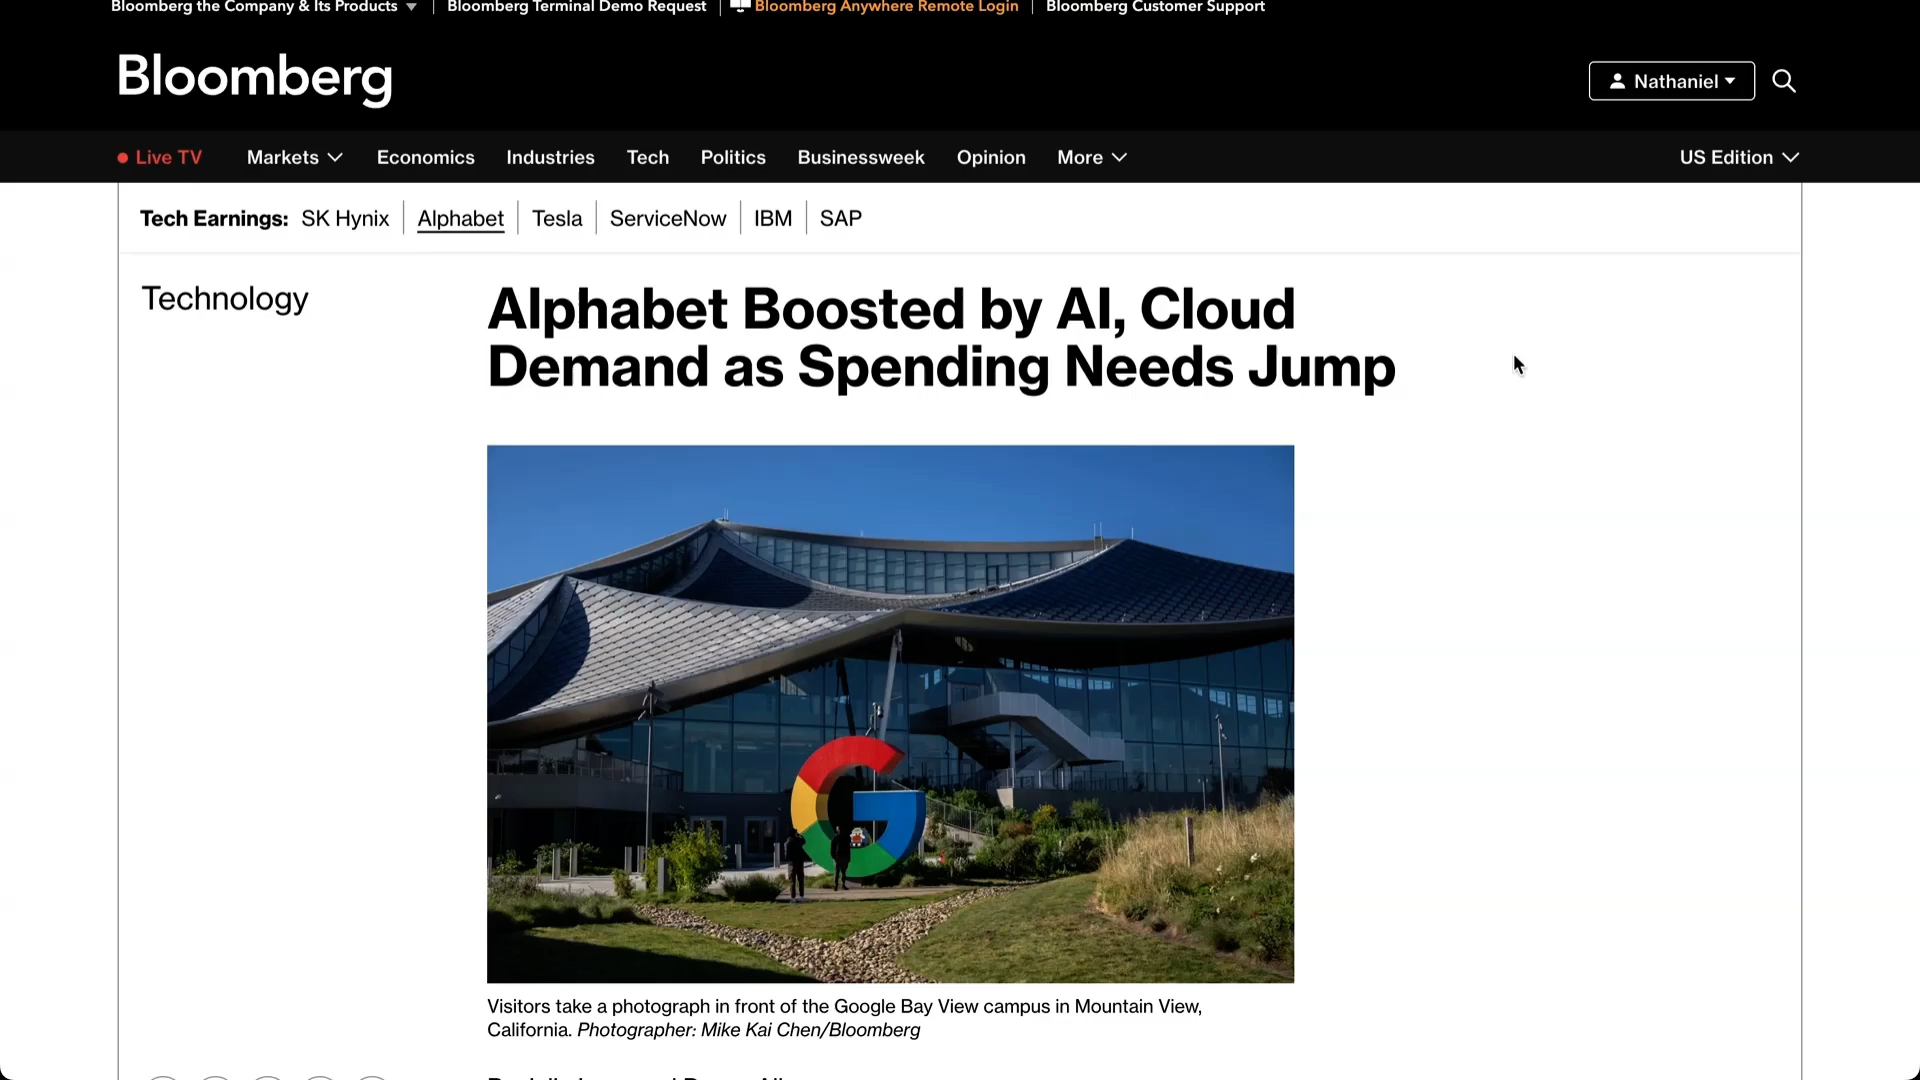 Bloomberg the Company & Its Products
Bloomberg Terminal Demo Request
Bloomberg Anywhere Remote Login
Bloomberg Customer Support
Bloomberg
Nathaniel
Live TV
Markets
Economics
Industries
Tech
Politics
Businessweek
Opinion
More
US Edition
Tech Earnings: SK Hynix
Alphabet
Tesla
ServiceNow
IBM
SAP
Technology
Alphabet Boosted by AI, Cloud
Demand as Spending Needs Jump
Visitors take a photograph in front of the Google Bay View campus in Mountain View,
California. Photographer: Mike Kai Chen/Bloomberg